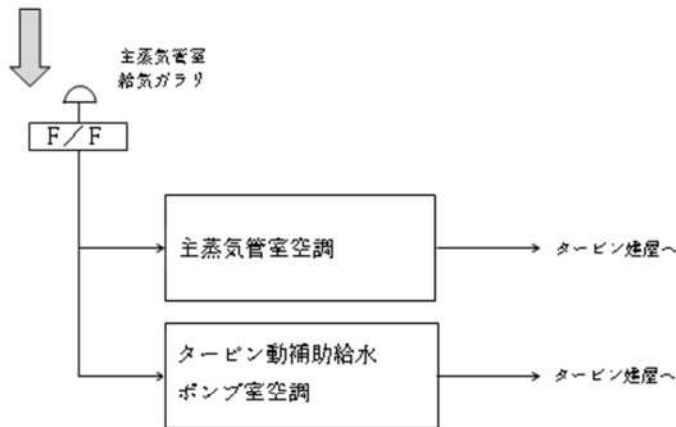 主蒸気管室
給気ガラリ
F／F
主蒸気管室空調
タービン建屋へ
タービン動補助給水
ポンプ室空調
タービン建屋へ